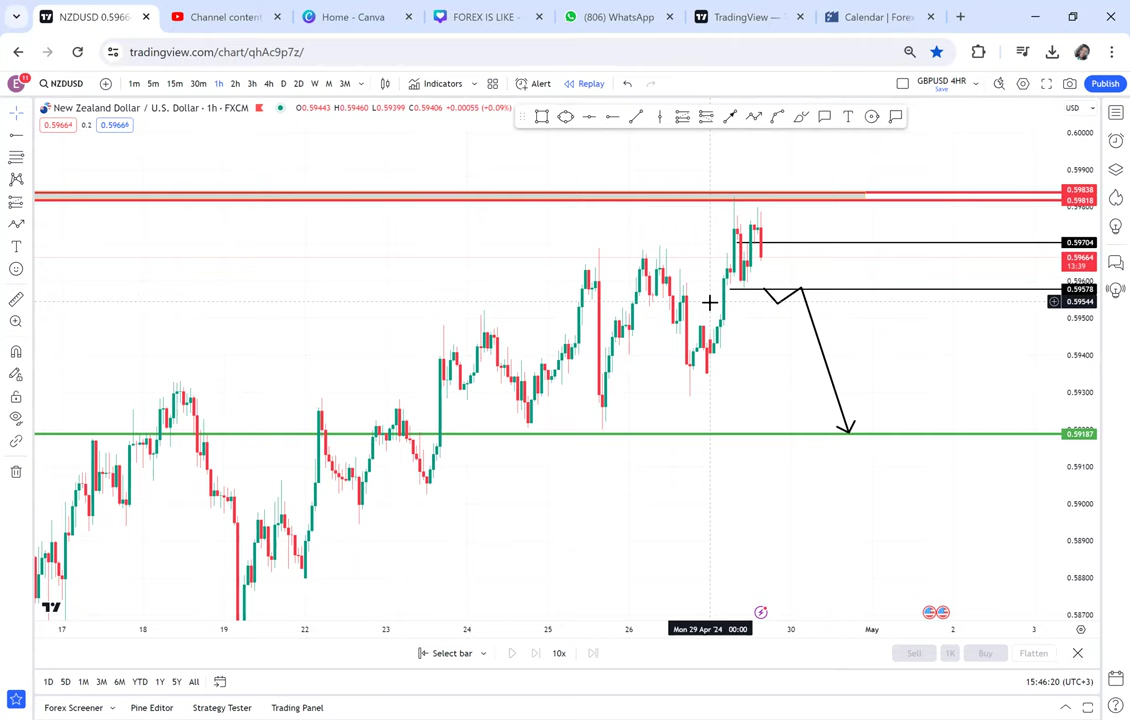 NZDUSD 0.5966
Channel content
Home - Canva
FOREX IS LIKE -
(806) WhatsApp
TradingView —
Calendar | Forex
tradingview.com/chart/qhAc9p7z/
E 11 NZDUSD 1m 5m 15m 30m 1h 2h 3h 4h D 2D W M 3M Indicators Alert Replay GBPUSD 4HR Save Publish
New Zealand Dollar / U.S. Dollar · 1h · FXCM O0.59443 H0.59460 L0.59399 C0.59406 +0.00055 (+0.09%) USD
0.59664 0.2 0.59666
0.60000
0.59900
0.59838
0.59818
0.59704
0.59664
13:39
0.59578
0.59544
0.59500
0.59400
0.59300
0.59187
0.59100
0.59000
0.58900
0.58800
0.58700
17 18 19 22 23 24 25 26 Mon 29 Apr '24 00:00 30 May 2 3
Select bar 10x Sell 1K Buy Flatten
1D 5D 1M 3M 6M YTD 1Y 5Y All 15:46:20 (UTC+3)
Forex Screener Pine Editor Strategy Tester Trading Panel